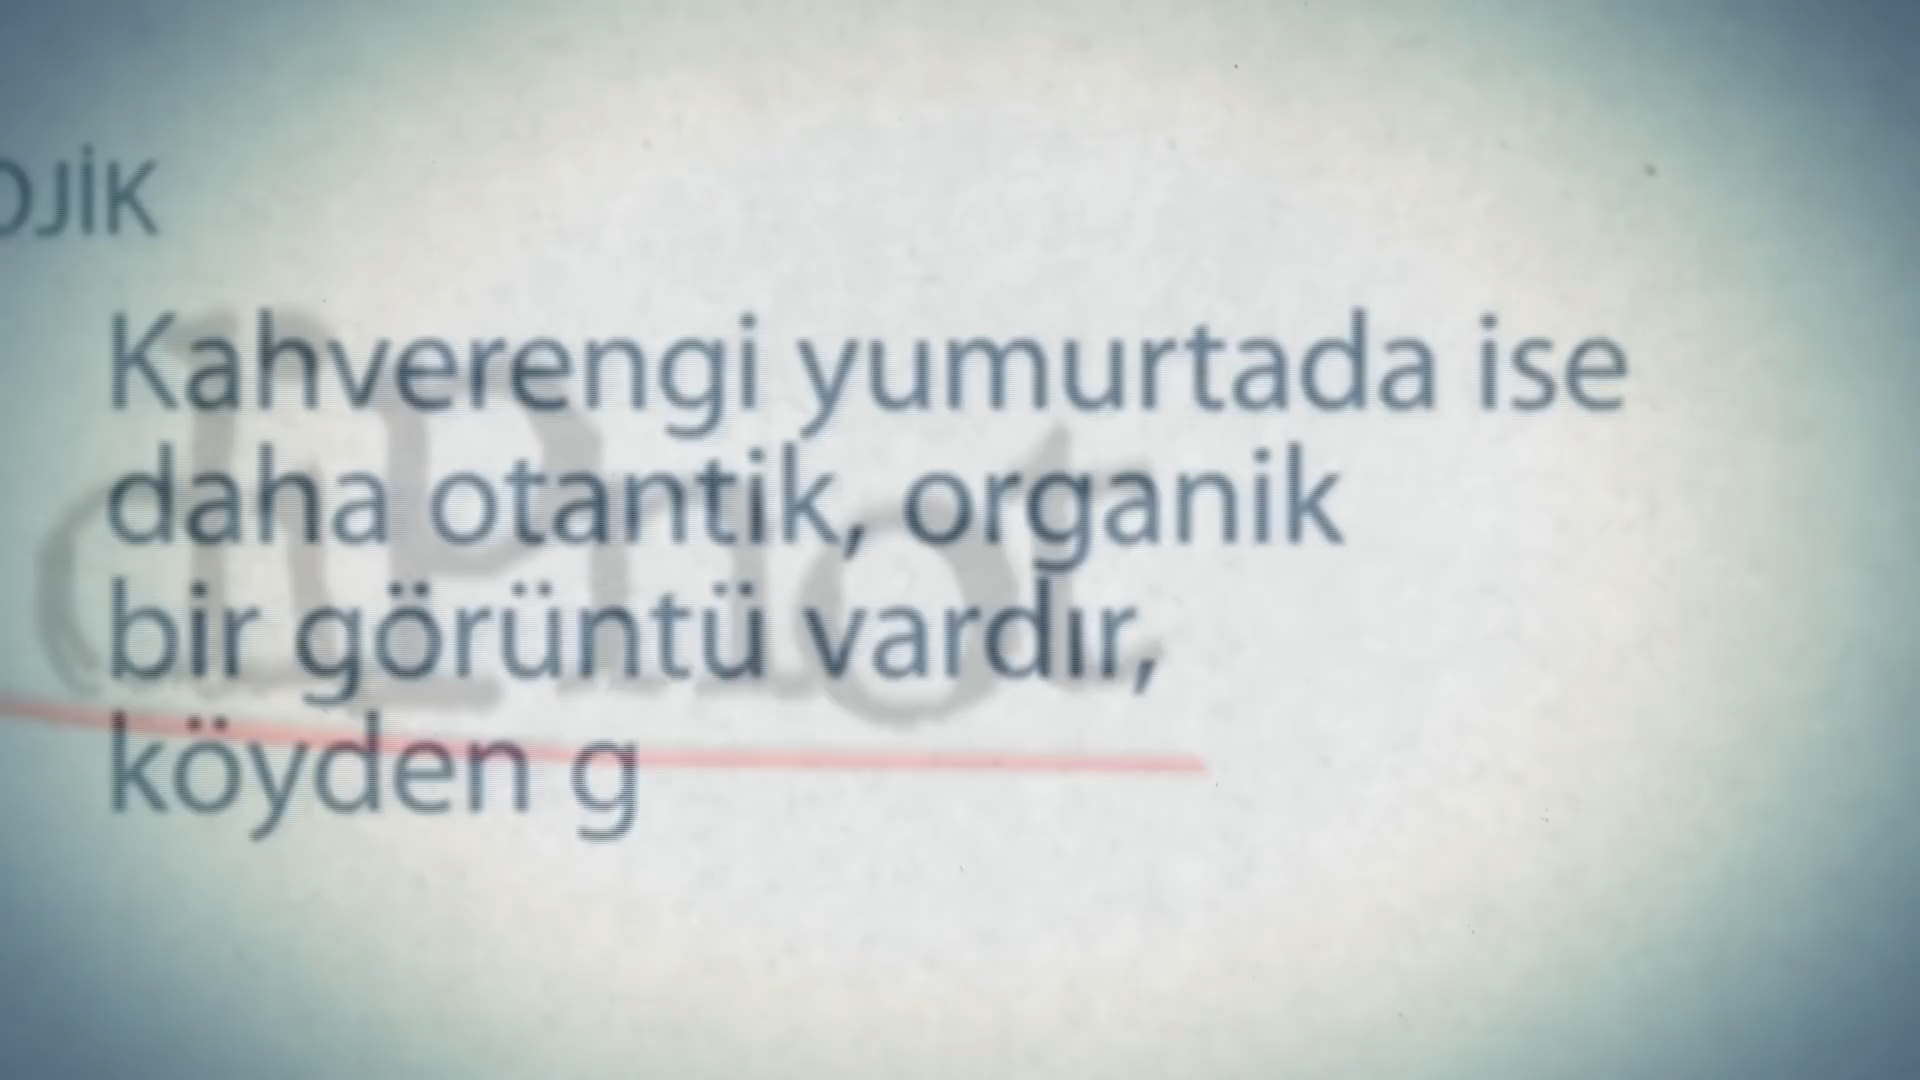 OJİK
Kahverengi yumurtada ise
daha otantik, organik
bir görüntü vardır,
köyden g